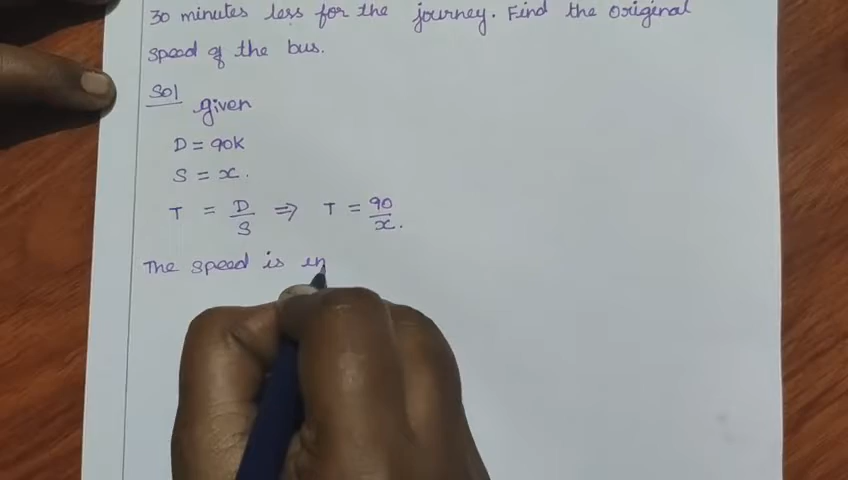 30 minutes less for the journey. Find the original
speed of the bus.
Sol
given
D = 90K
S = x.
T = D/S ⇒ T = 90/x.
The speed is in